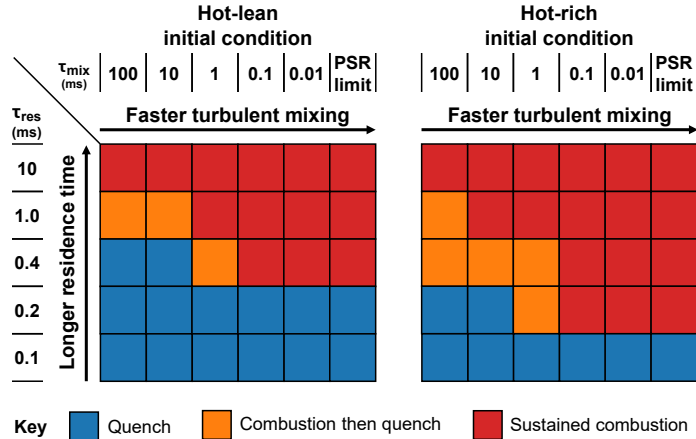 Hot-lean
initial condition
Hot-rich
initial condition
τmix
(ms)
100 10 1 0.1 0.01 PSR
limit
100 10 1 0.1 0.01 PSR
limit
τres
(ms)
Faster turbulent mixing
Faster turbulent mixing
Longer residence time
10
1.0
0.4
0.2
0.1
Key Quench Combustion then quench Sustained combustion